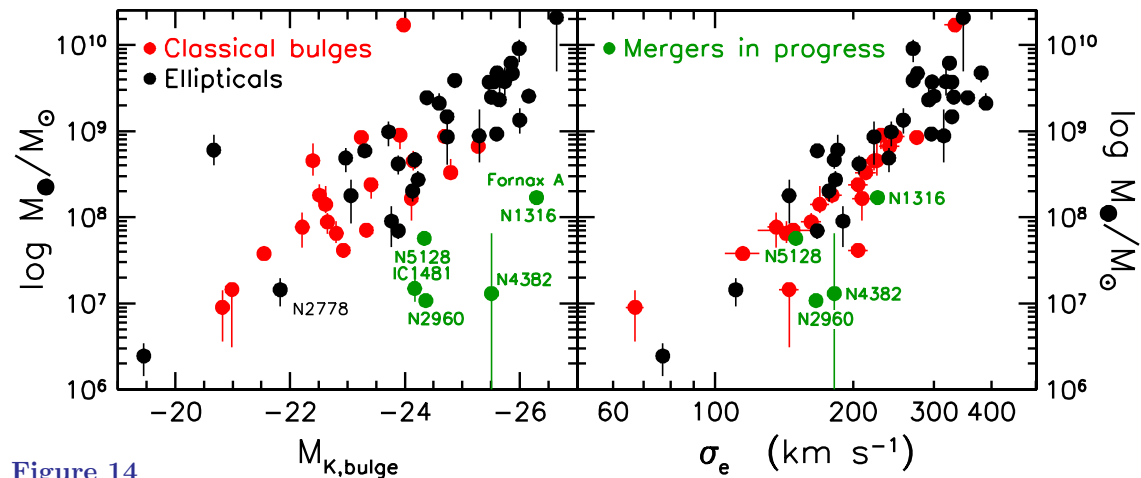 Classical bulges
Ellipticals
Mergers in progress
10¹⁰
10⁹
10⁸
10⁷
10⁶
log M●/M☉
Fornax A
N1316
N5128
IC1481
N4382
N2960
N2778
−20 −22 −24 −26
M_K,bulge
N1316
N5128
N4382
N2960
10¹⁰
10⁹
10⁸
10⁷
10⁶
log M●/M☉
60 100 200 300 400
σ_e (km s⁻¹)
Figure 14